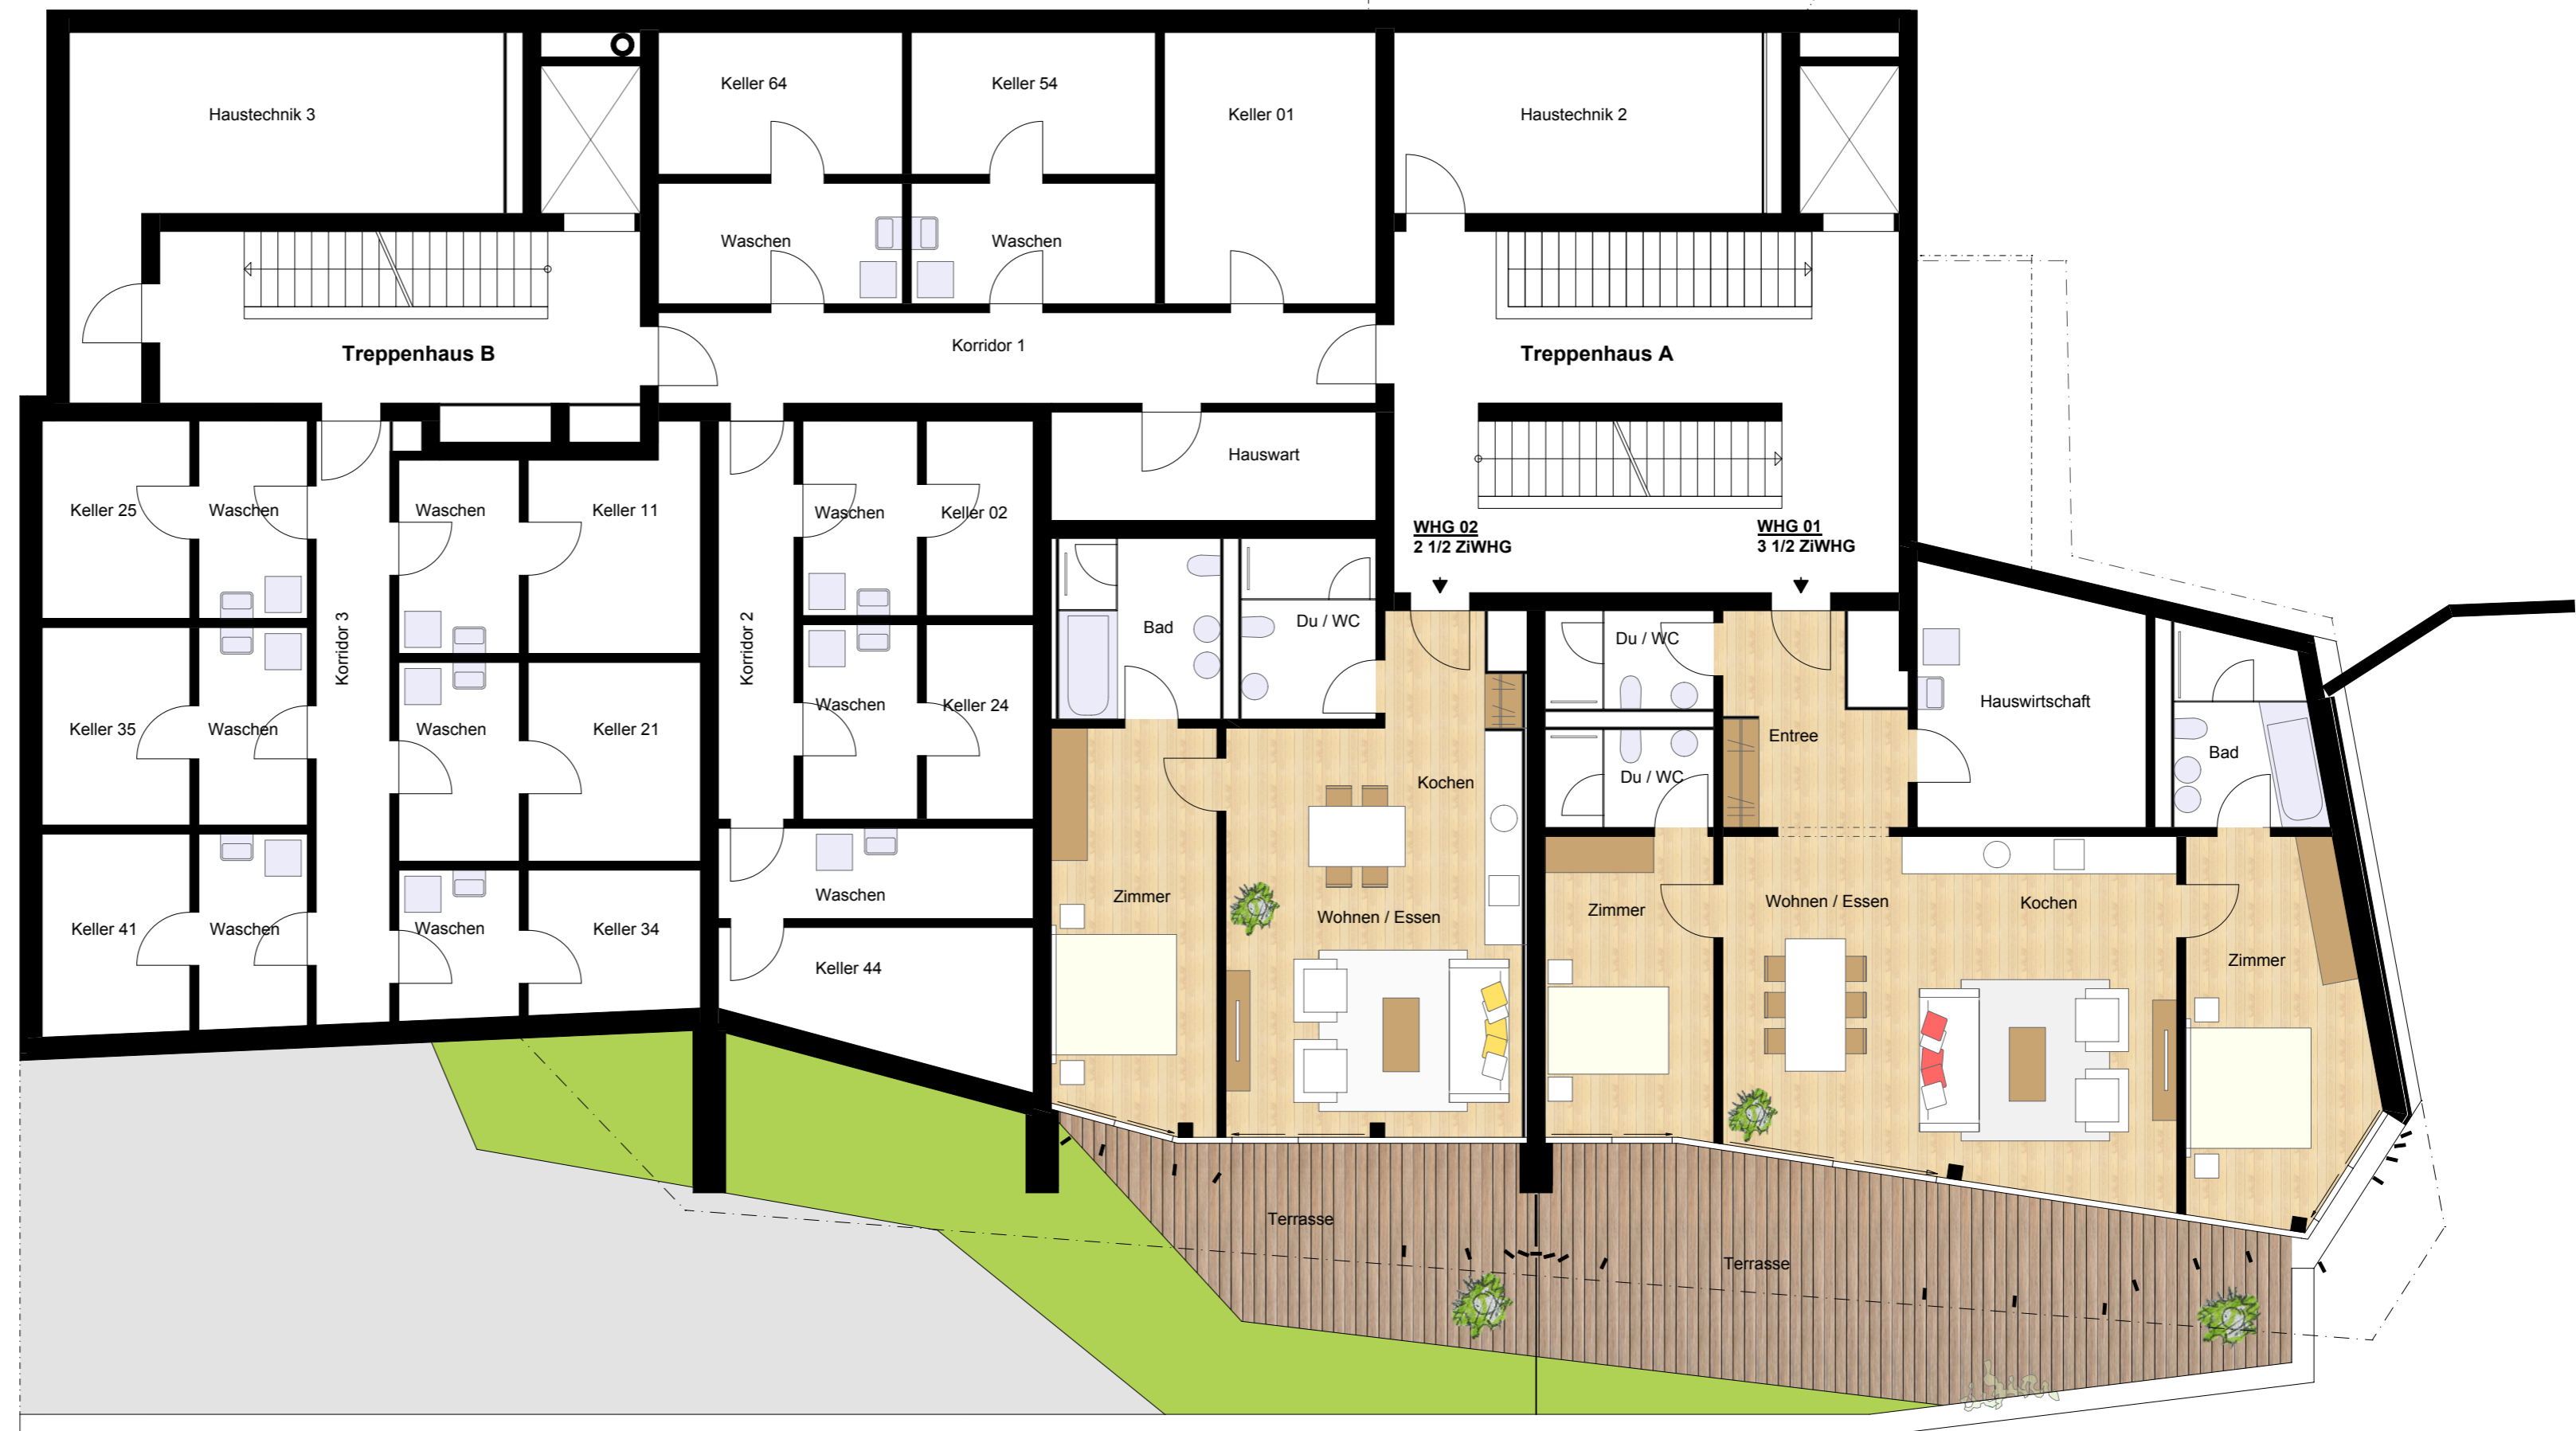 Keller 64
Keller 54
Keller 01
Haustechnik 3
Haustechnik 2
Waschen
Waschen
Korridor 1
Treppenhaus B
Treppenhaus A
Hauswart
Keller 25
Waschen
Waschen
Keller 11
Waschen
Keller 02
WHG 02
2 1/2 ZiWHG
WHG 01
3 1/2 ZiWHG
Korridor 3
Korridor 2
Bad
Du / WC
Du / WC
Hauswirtschaft
Keller 35
Waschen
Waschen
Keller 21
Waschen
Keller 24
Entree
Bad
Kochen
Du / WC
Waschen
Zimmer
Wohnen / Essen
Zimmer
Wohnen / Essen
Kochen
Keller 41
Waschen
Waschen
Keller 34
Keller 44
Zimmer
Terrasse
Terrasse